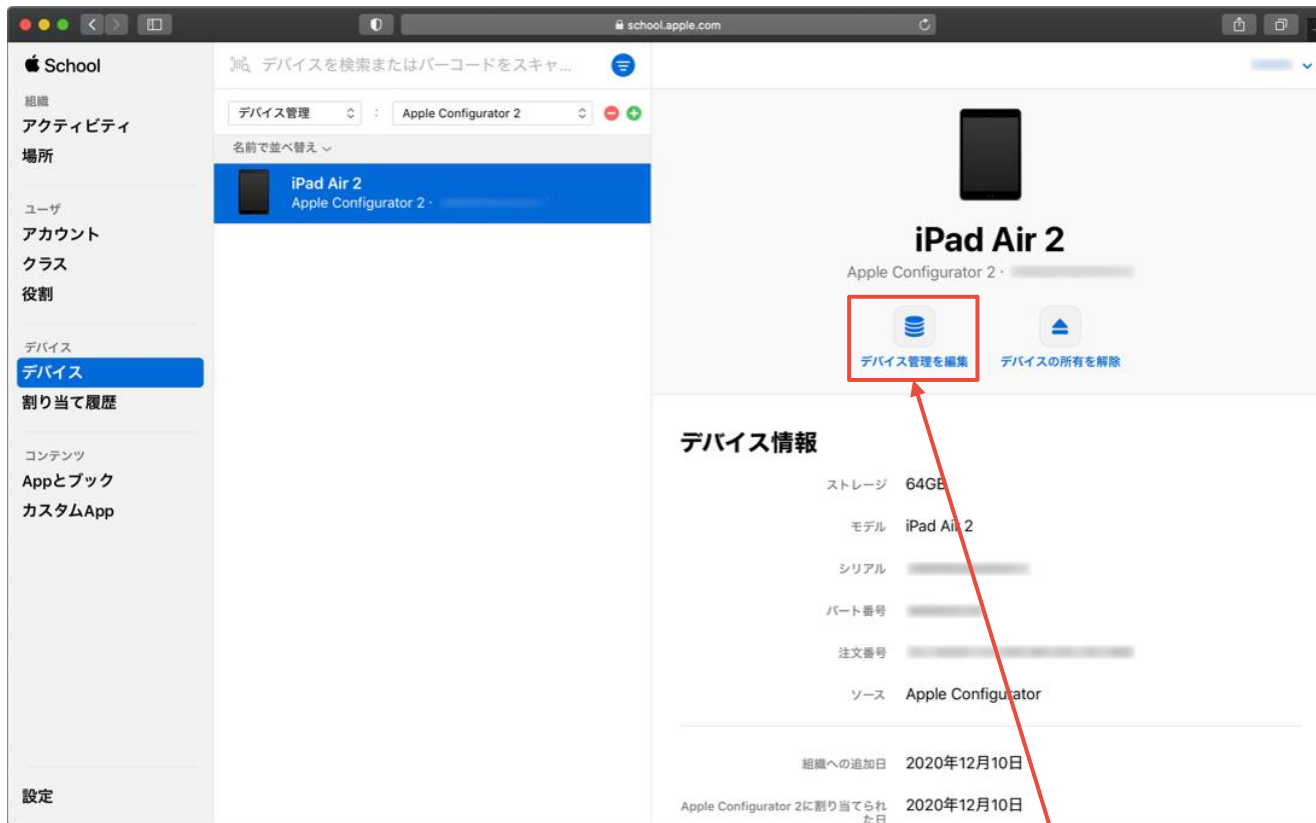 school.apple.com
School
組織
アクティビティ
場所
ユーザ
アカウント
クラス
役割
デバイス
デバイス
割り当て履歴
コンテンツ
Appとブック
カスタムApp
設定
デバイスを検索またはバーコードをスキャ...
デバイス管理 : Apple Configurator 2
名前で並べ替え
iPad Air 2
Apple Configurator 2 ·
iPad Air 2
Apple Configurator 2 ·
デバイス管理を編集 デバイスの所有を解除
デバイス情報
ストレージ 64GB
モデル iPad Air 2
シリアル
パート番号
注文番号
ソース Apple Configurator
組織への追加日 2020年12月10日
Apple Configurator 2に割り当てられ 2020年12月10日
た日